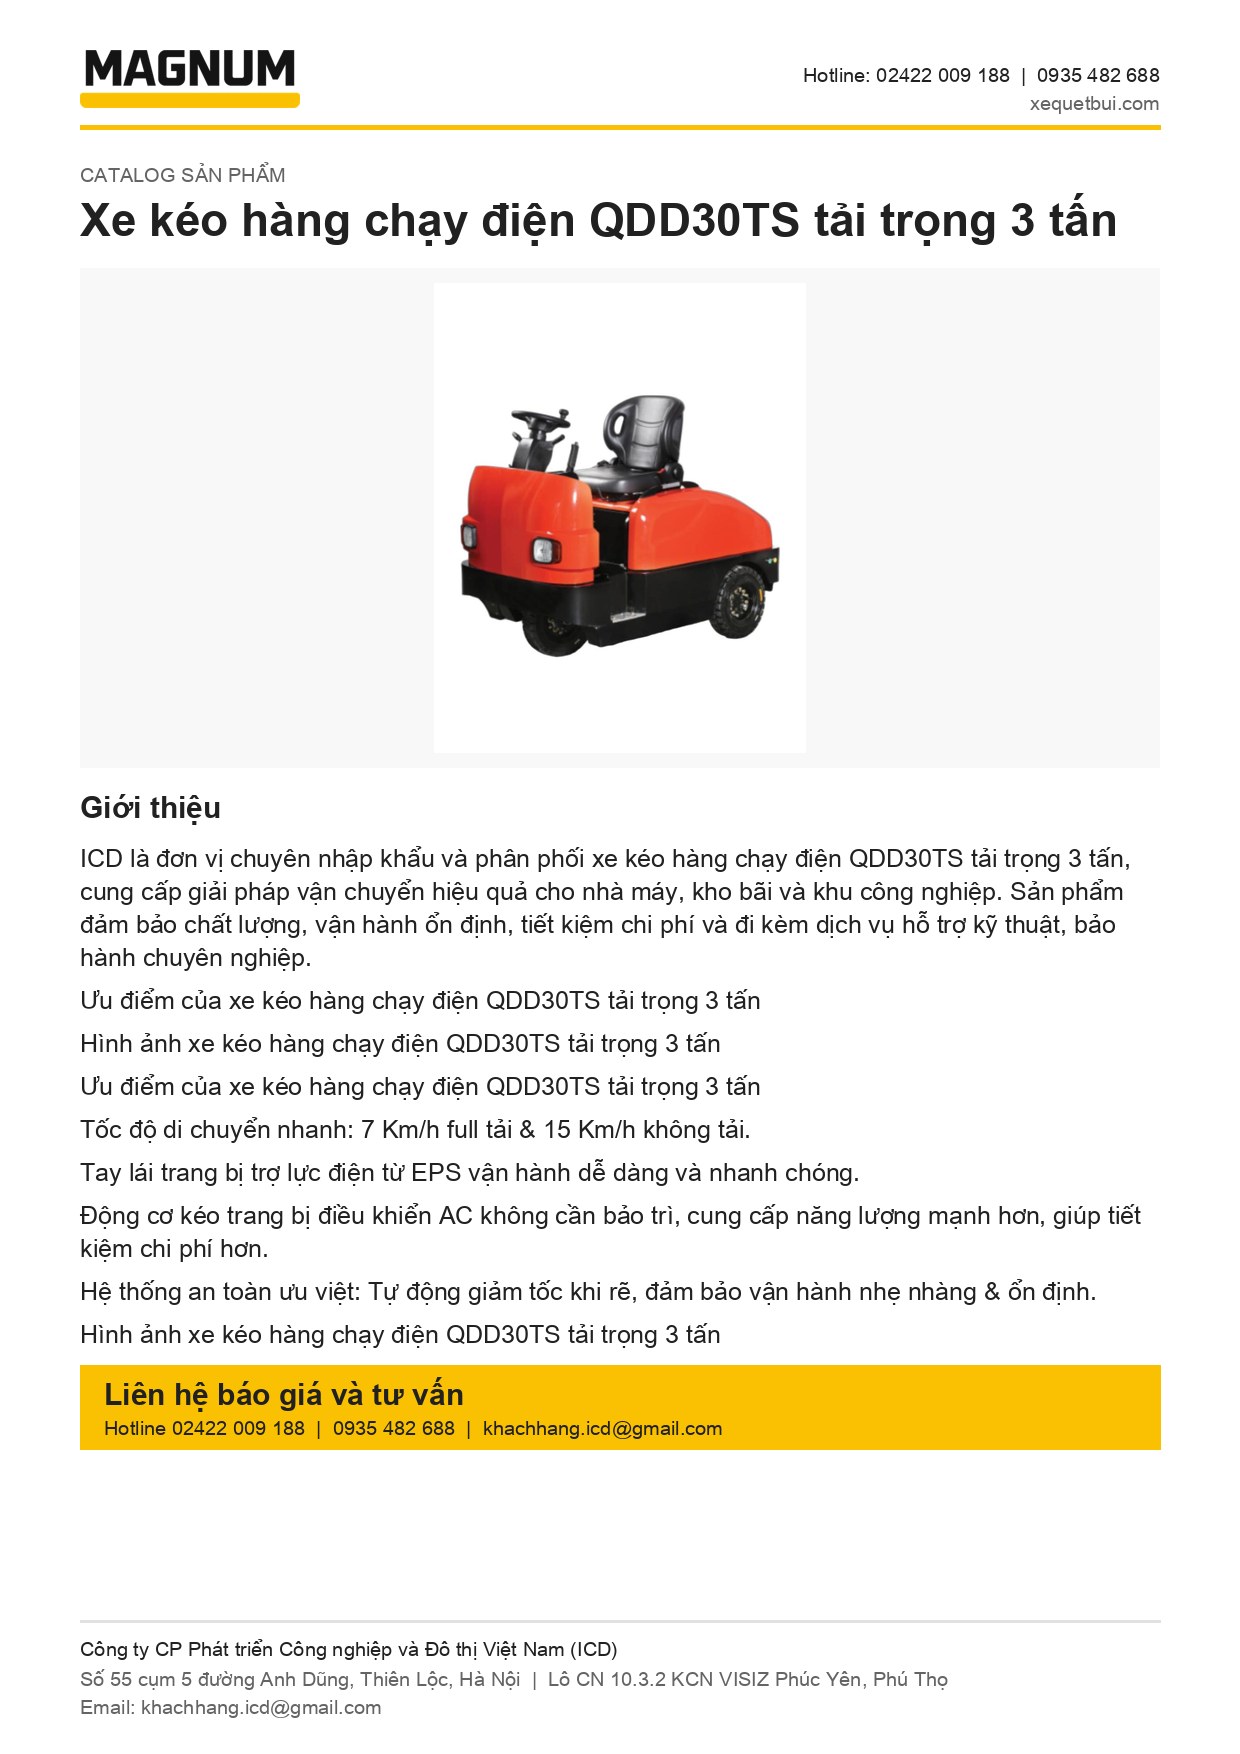 MAGNUM
Hotline: 02422 009 188 | 0935 482 688
xequetbui.com
CATALOG SẢN PHẨM
Xe kéo hàng chạy điện QDD30TS tải trọng 3 tấn
Giới thiệu
ICD là đơn vị chuyên nhập khẩu và phân phối xe kéo hàng chạy điện QDD30TS tải trọng 3 tấn,
cung cấp giải pháp vận chuyển hiệu quả cho nhà máy, kho bãi và khu công nghiệp. Sản phẩm
đảm bảo chất lượng, vận hành ổn định, tiết kiệm chi phí và đi kèm dịch vụ hỗ trợ kỹ thuật, bảo
hành chuyên nghiệp.
Ưu điểm của xe kéo hàng chạy điện QDD30TS tải trọng 3 tấn
Hình ảnh xe kéo hàng chạy điện QDD30TS tải trọng 3 tấn
Ưu điểm của xe kéo hàng chạy điện QDD30TS tải trọng 3 tấn
Tốc độ di chuyển nhanh: 7 Km/h full tải & 15 Km/h không tải.
Tay lái trang bị trợ lực điện từ EPS vận hành dễ dàng và nhanh chóng.
Động cơ kéo trang bị điều khiển AC không cần bảo trì, cung cấp năng lượng mạnh hơn, giúp tiết
kiệm chi phí hơn.
Hệ thống an toàn ưu việt: Tự động giảm tốc khi rẽ, đảm bảo vận hành nhẹ nhàng & ổn định.
Hình ảnh xe kéo hàng chạy điện QDD30TS tải trọng 3 tấn
Liên hệ báo giá và tư vấn
Hotline 02422 009 188 | 0935 482 688 | khachhang.icd@gmail.com
Công ty CP Phát triển Công nghiệp và Đô thị Việt Nam (ICD)
Số 55 cụm 5 đường Anh Dũng, Thiên Lộc, Hà Nội | Lô CN 10.3.2 KCN VISIZ Phúc Yên, Phú Thọ
Email: khachhang.icd@gmail.com